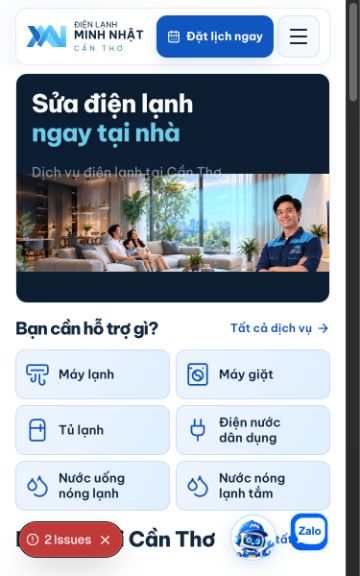 ĐIỆN LẠNH
MINH NHẬT
CẦN THƠ
Đặt lịch ngay
Sửa điện lạnh
ngay tại nhà
Dịch vụ điện lạnh tại Cần Thơ
Bạn cần hỗ trợ gì?
Tất cả dịch vụ →
Máy lạnh
Máy giặt
Tủ lạnh
Điện nước
dân dụng
Nước uống
nóng lạnh
Nước nóng
lạnh tắm
Cần Thơ
2 Issues
Zalo